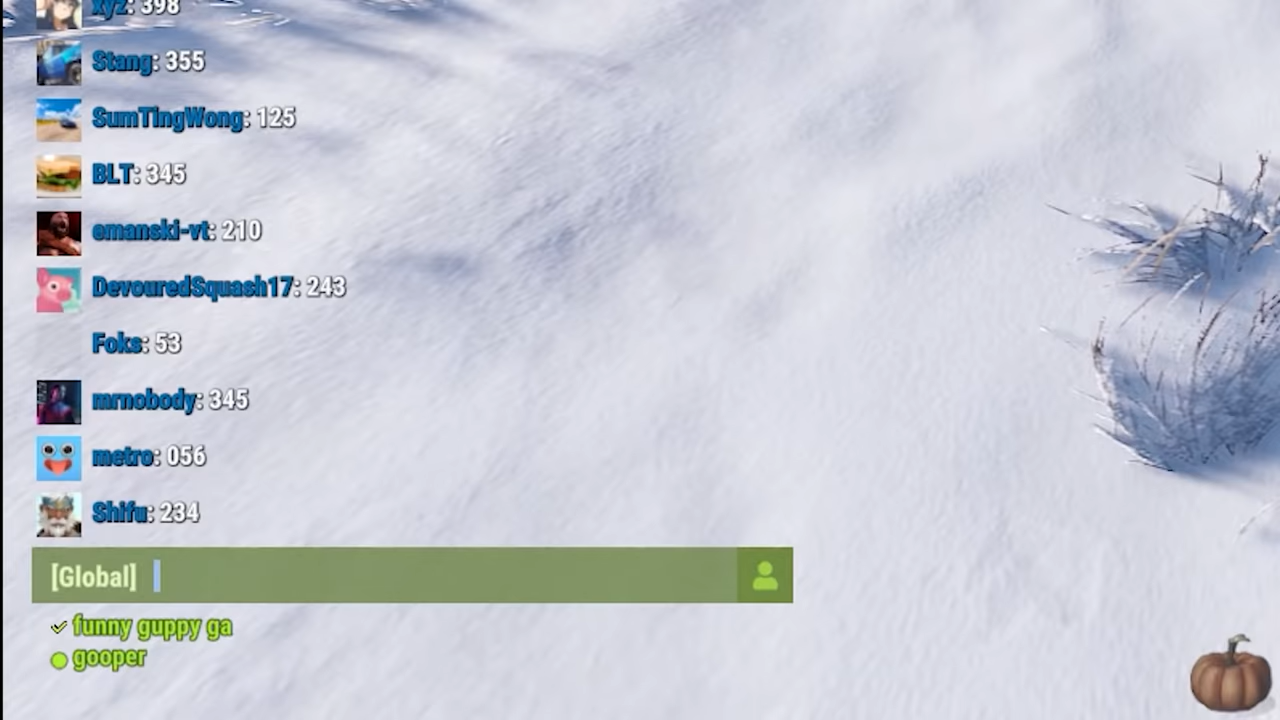 xyz: 398
Stang: 355
SumTingWong: 125
BLT: 345
emanski-vt: 210
DevouredSquash17: 243
Foks: 53
mrnobody: 345
metro: 056
Shifu: 234
[Global]
funny guppy ga
gooper